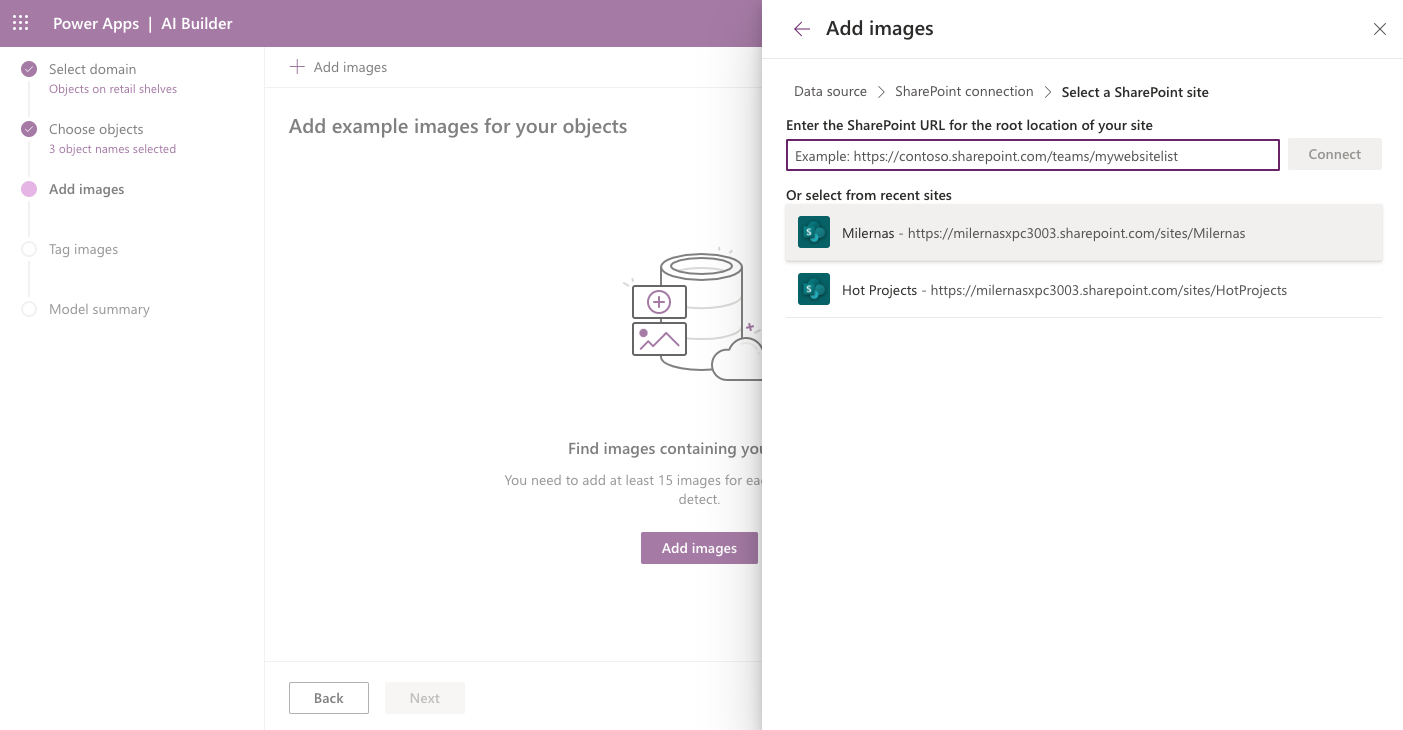 Power Apps | AI Builder
Select domain
Objects on retail shelves
Choose objects
3 object names selected
Add images
Tag images
Model summary
Add images
Add example images for your objects
Find images containing you
You need to add at least 15 images for ea
detect.
Add images
Back
Next
Add images
Data source > SharePoint connection > Select a SharePoint site
Enter the SharePoint URL for the root location of your site
Example: https://contoso.sharepoint.com/teams/mywebsitelist
Connect
Or select from recent sites
Milernas - https://milernasxpc3003.sharepoint.com/sites/Milernas
Hot Projects - https://milernasxpc3003.sharepoint.com/sites/HotProjects